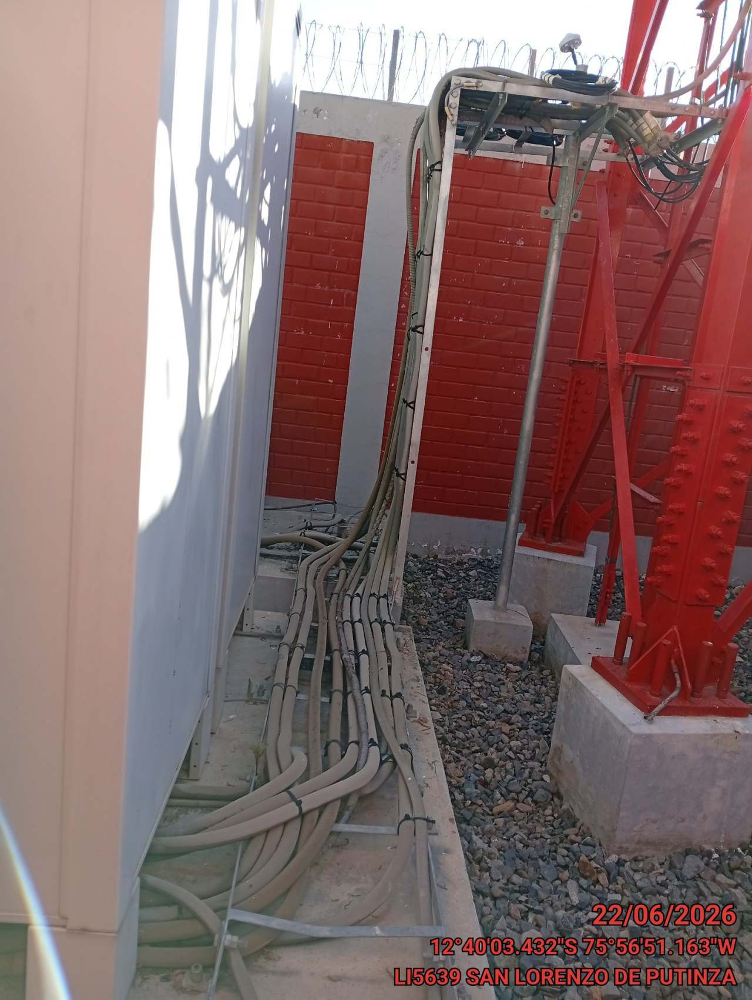 22/06/2026
12°40'03.432"S 75°56'51.163"W
LI5639 SAN LORENZO DE PUTINZA